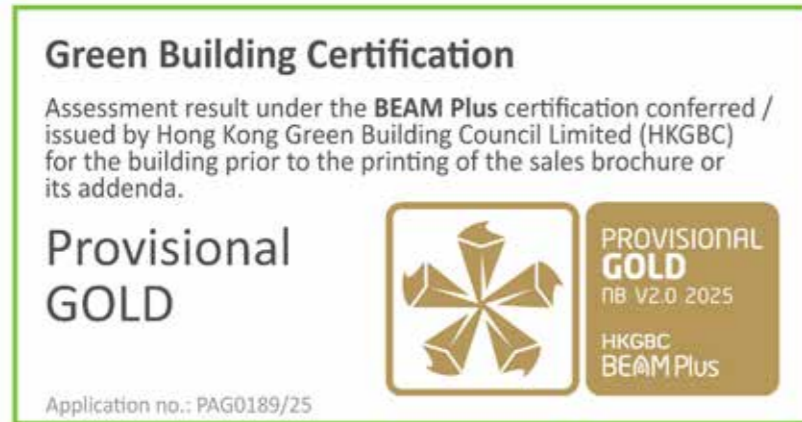 Green Building Certification
Assessment result under the BEAM Plus certification conferred /
issued by Hong Kong Green Building Council Limited (HKGBC)
for the building prior to the printing of the sales brochure or
its addenda.
Provisional
GOLD
PROVISIONAL
GOLD
NB V2.0 2025
HKGBC
BEAM Plus
Application no.: PAG0189/25